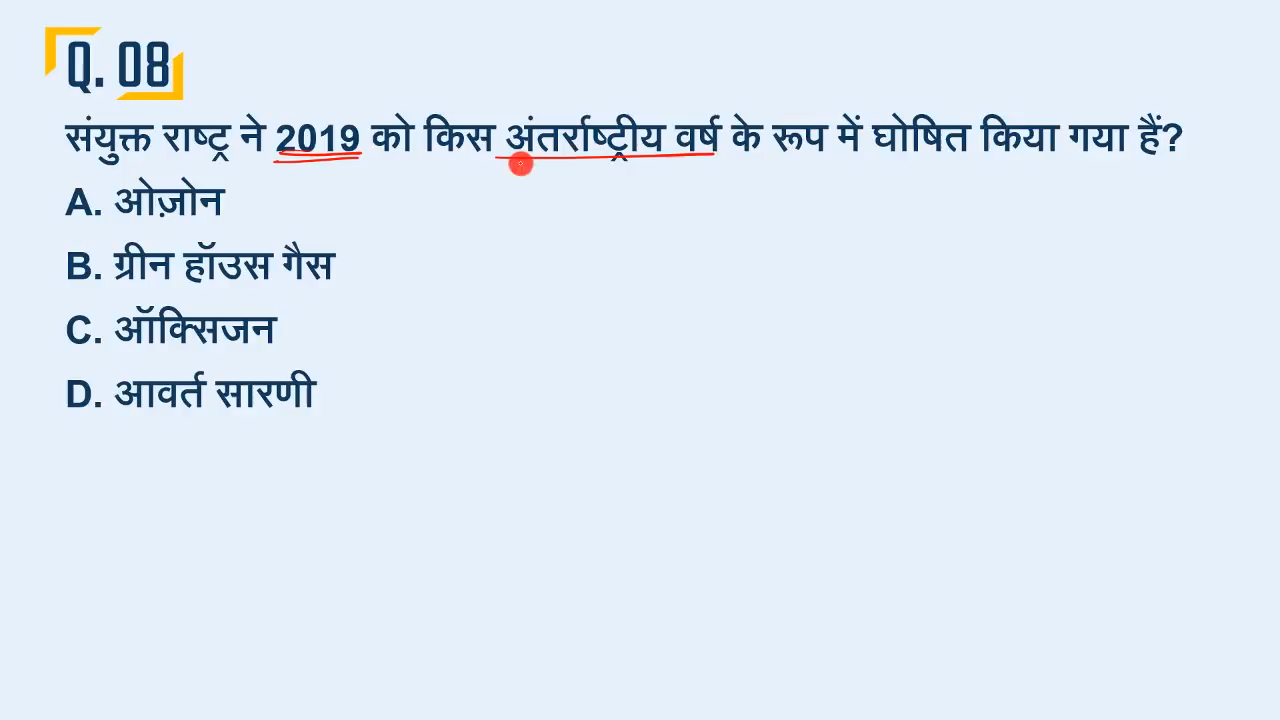 Q. 08
संयुक्त राष्ट्र ने 2019 को किस अंतर्राष्ट्रीय वर्ष के रूप में घोषित किया गया हैं?
A. ओज़ोन
B. ग्रीन हॉउस गैस
C. ऑक्सिजन
D. आवर्त सारणी